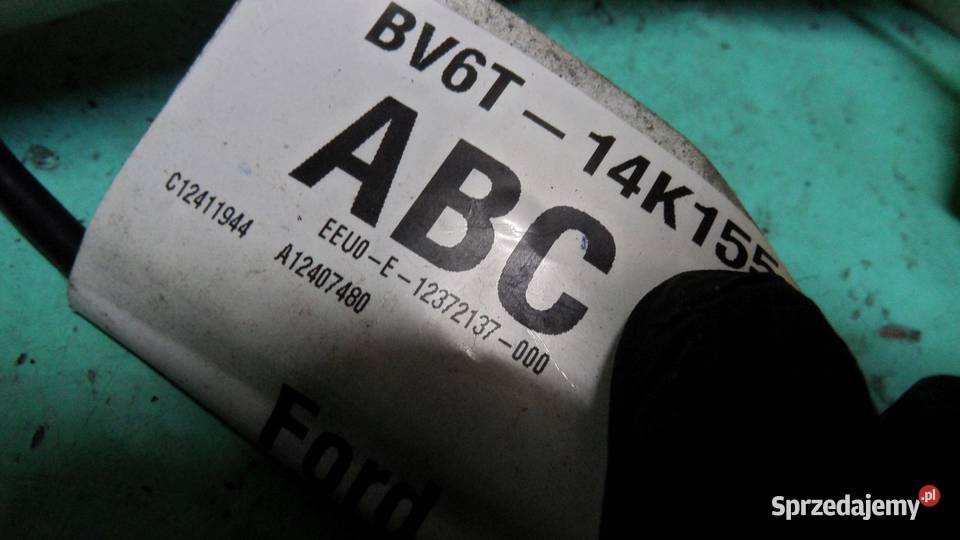 BV6T-14K155
ABC
EEU0-E-12372137-000
C12411944
A12407480
Ford
Sprzedajemy.pl